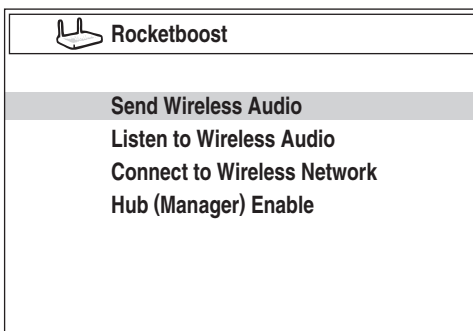 Rocketboost
Send Wireless Audio
Listen to Wireless Audio
Connect to Wireless Network
Hub (Manager) Enable